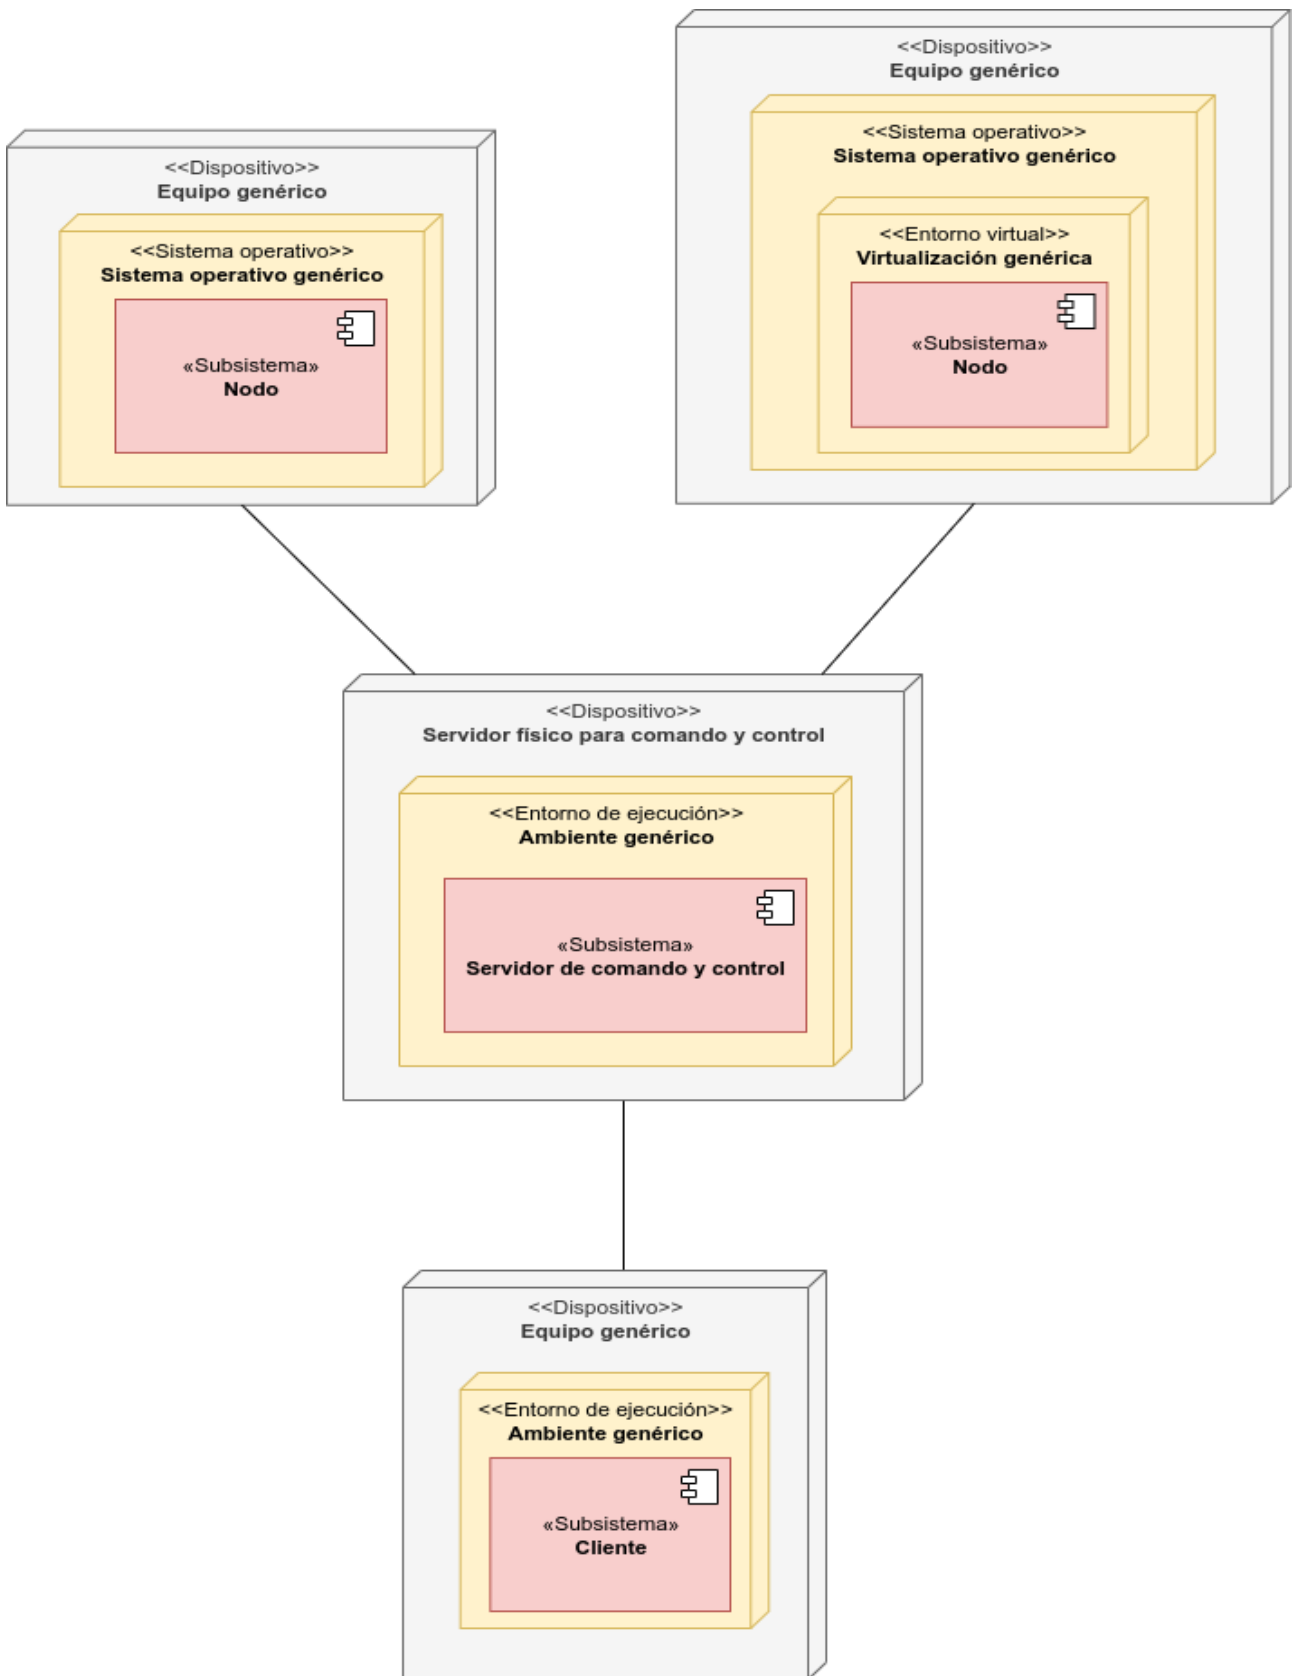 <<Dispositivo>>
Equipo genérico
<<Sistema operativo>>
Sistema operativo genérico
«Subsistema»
Nodo
<<Dispositivo>>
Equipo genérico
<<Sistema operativo>>
Sistema operativo genérico
<<Entorno virtual>>
Virtualización genérica
«Subsistema»
Nodo
<<Dispositivo>>
Servidor físico para comando y control
<<Entorno de ejecución>>
Ambiente genérico
«Subsistema»
Servidor de comando y control
<<Dispositivo>>
Equipo genérico
<<Entorno de ejecución>>
Ambiente genérico
«Subsistema»
Cliente